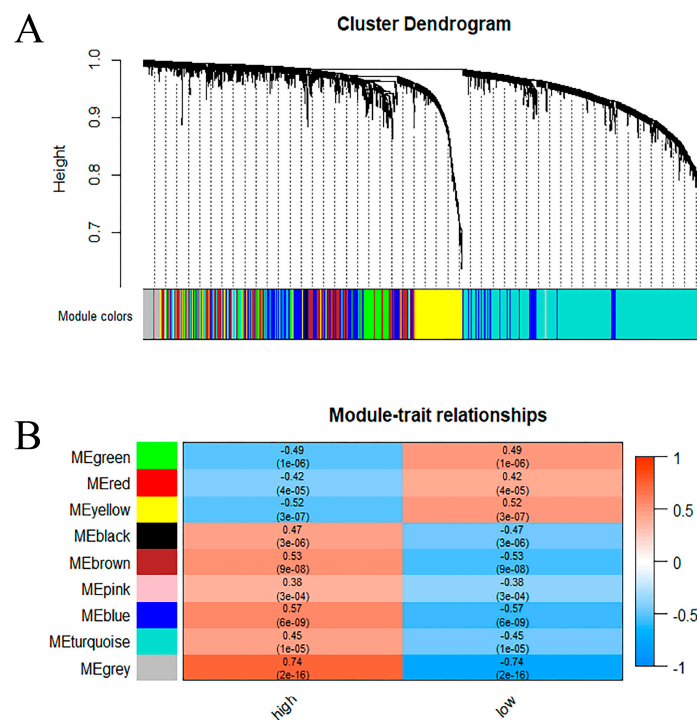 A
Cluster Dendrogram
Height
1.0
0.9
0.8
0.7
Module colors
B
Module-trait relationships
MEgreen -0.49 0.49
(1e-06) (1e-06)
MEred -0.42 0.42
(4e-05) (4e-05)
MEyellow -0.52 0.52
(3e-07) (3e-07)
MEblack 0.47 -0.47
(3e-06) (3e-06)
MEbrown 0.53 -0.53
(9e-08) (9e-08)
MEpink 0.38 -0.38
(3e-04) (3e-04)
MEblue 0.57 -0.57
(6e-09) (6e-09)
MEturquoise 0.45 -0.45
(1e-05) (1e-05)
MEgrey 0.74 -0.74
(2e-16) (2e-16)
1
0.5
0
-0.5
-1
high low